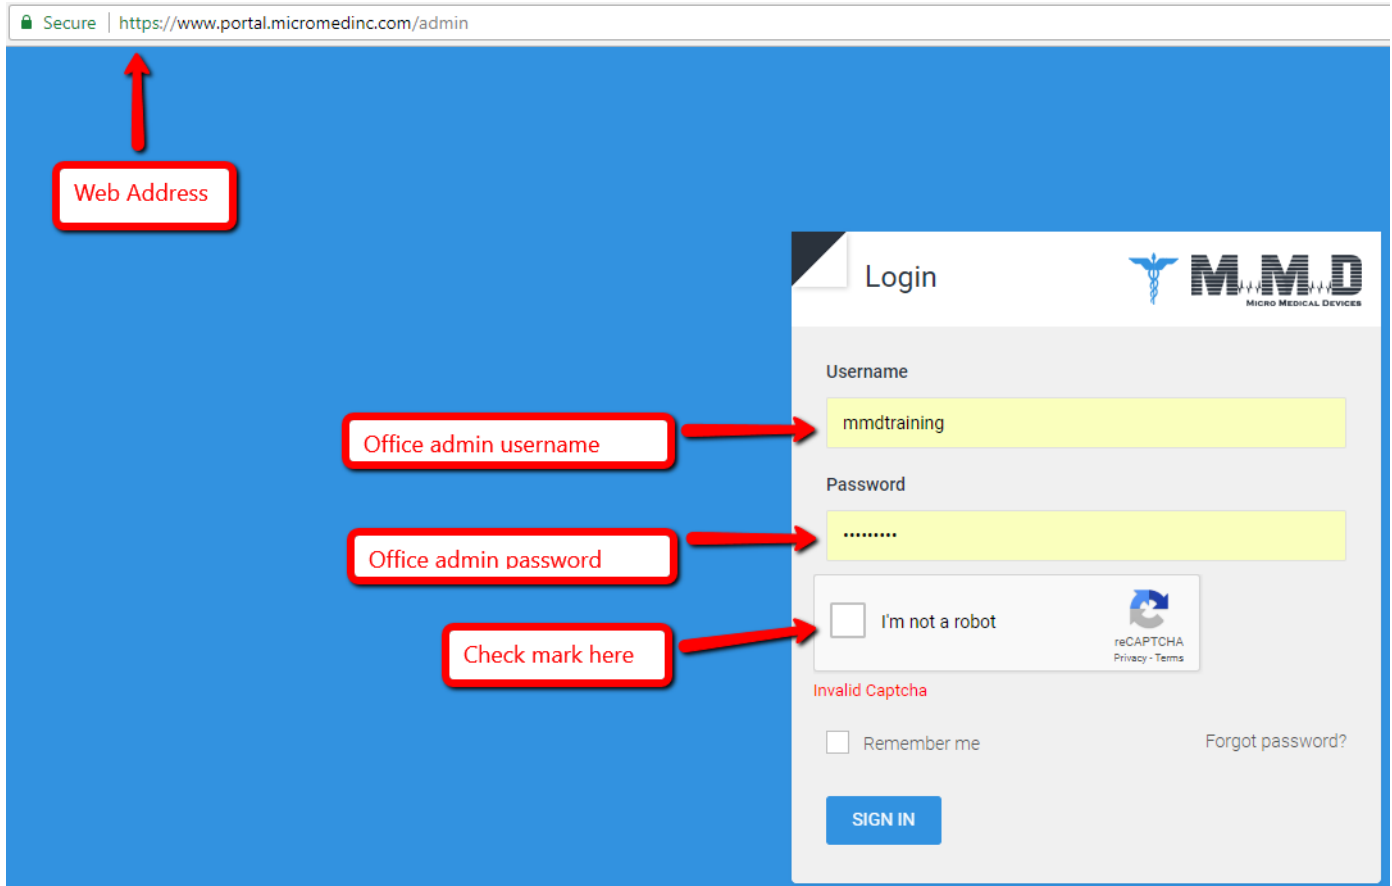 Secure https://www.portal.micromedinc.com/admin
Web Address
Login
M M D
MICRO MEDICAL DEVICES
Username
Office admin username
mmdtraining
Password
Office admin password
.........
Check mark here
I'm not a robot
reCAPTCHA
Privacy - Terms
Invalid Captcha
Remember me
Forgot password?
SIGN IN